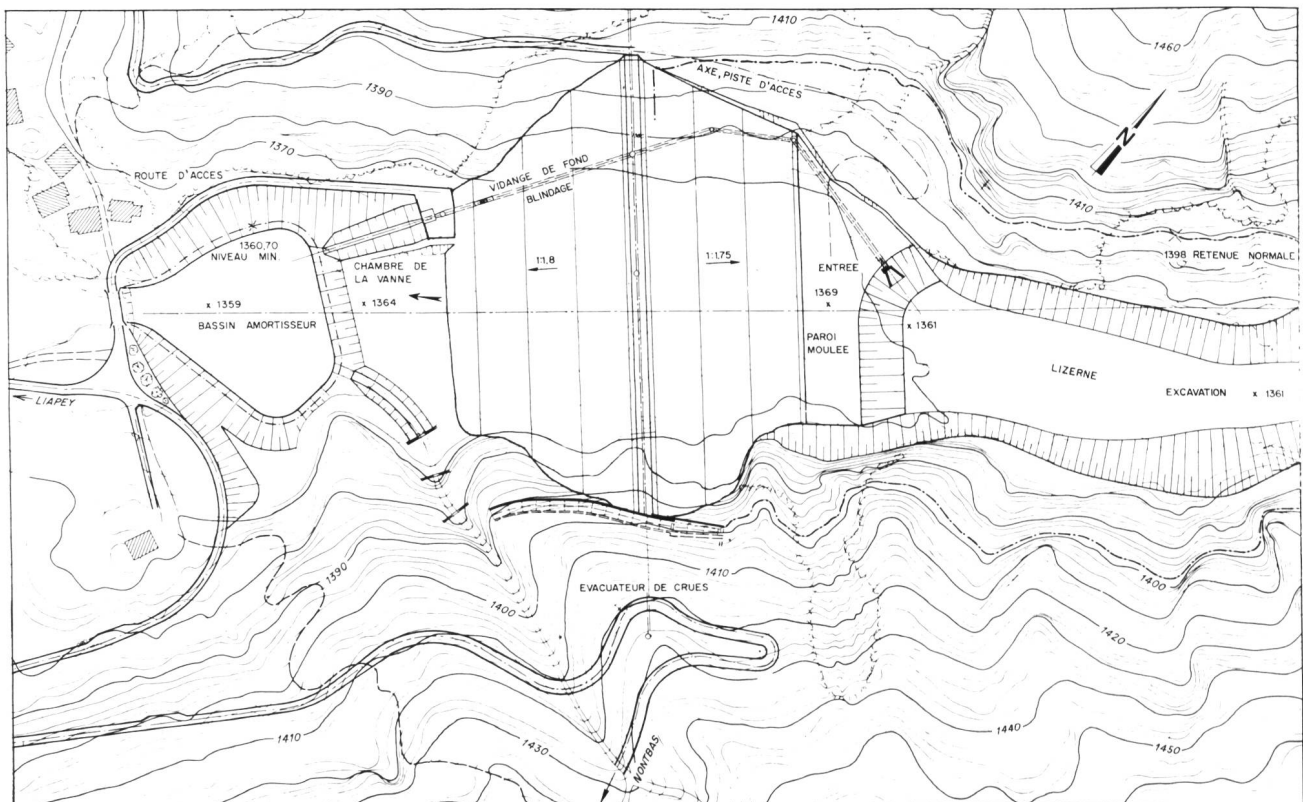 1410
1460
AXE, PISTE D'ACCES
1390
N
1370
ROUTE D'ACCES
VIDANGE DE FOND
BLINDAGE
1410
1360,70
NIVEAU MIN.
CHAMBRE DE
LA VANNE
1:1,8
1:1,75
ENTREE
1369
1398 RETENUE NORMALE
1359
1364
BASSIN AMORTISSEUR
1361
PAROI
MOULEE
LIZERNE
EXCAVATION
1361
LIAPEY
1390
1410
1400
1400
EVACUATEUR DE CRUES
1420
1410
1430
1440
1450
NONTBAS